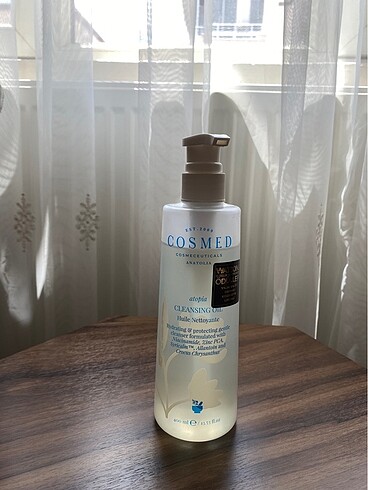 EST. 1988
COSMED
COSMECEUTICALS
ANATOLIA
atopia
CLEANSING OIL
Huile Nettoyante
Hydrating & protecting gentle
cleanser formulated with
Niacinamide, Zinc PCA,
Allantoin and
Crocus Chrysanthus
400 ml ℮